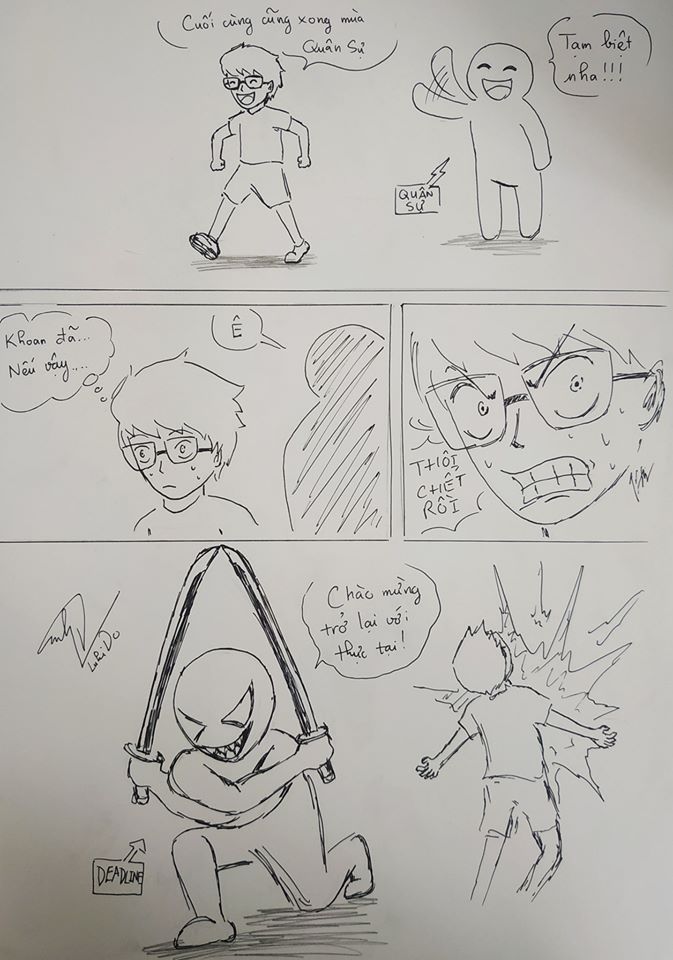 Cuối cùng cũng xong mùa
Quân Sự
Tạm biệt
nha!!!
QUÂN
SỰ
Khoan đã...
Nếu vậy....
Ê
THÔI
CHẾT
RỒI
Chào mừng
trở lại với
thực tại!
DEADLINE